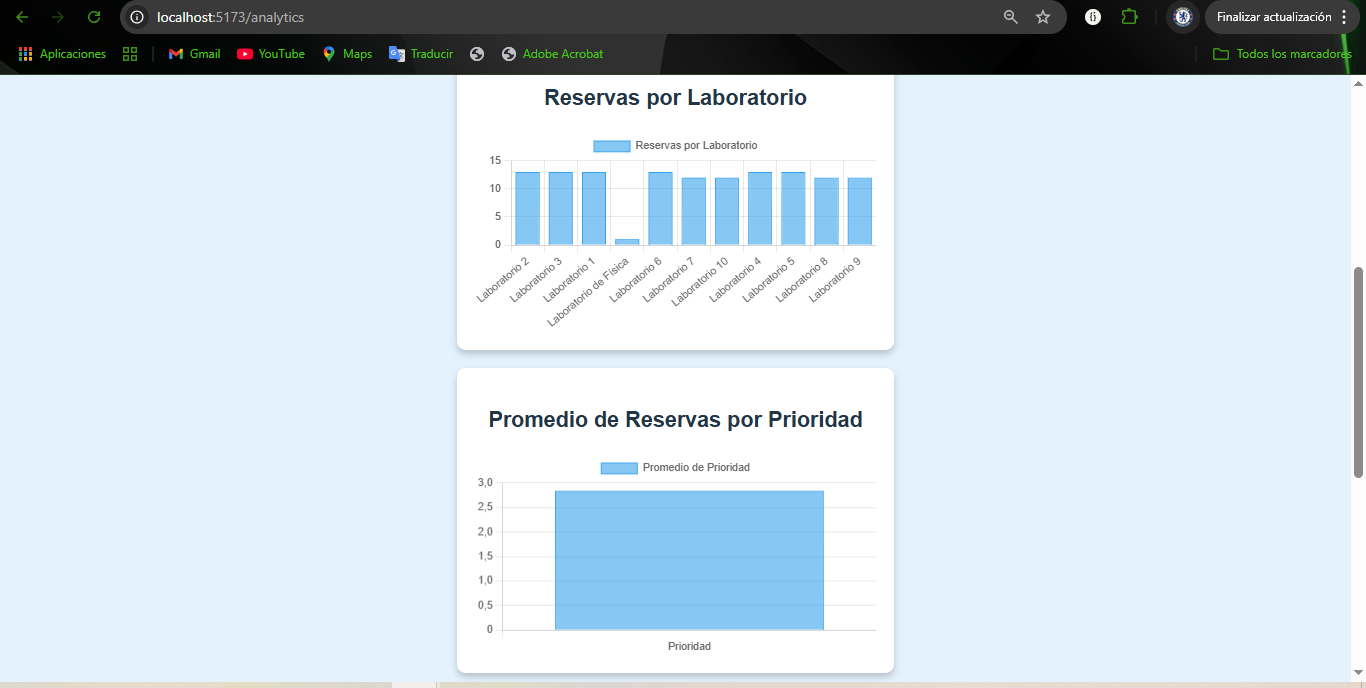 localhost:5173/analytics
Finalizar actualización
Aplicaciones
Gmail
YouTube
Maps
Traducir
Adobe Acrobat
Todos los marcadores
Reservas por Laboratorio
Reservas por Laboratorio
15
10
5
0
Laboratorio 2
Laboratorio 3
Laboratorio 1
Laboratorio de Física
Laboratorio 6
Laboratorio 7
Laboratorio 10
Laboratorio 4
Laboratorio 5
Laboratorio 8
Laboratorio 9
Promedio de Reservas por Prioridad
Promedio de Prioridad
3,0
2,5
2,0
1,5
1,0
0,5
0
Prioridad